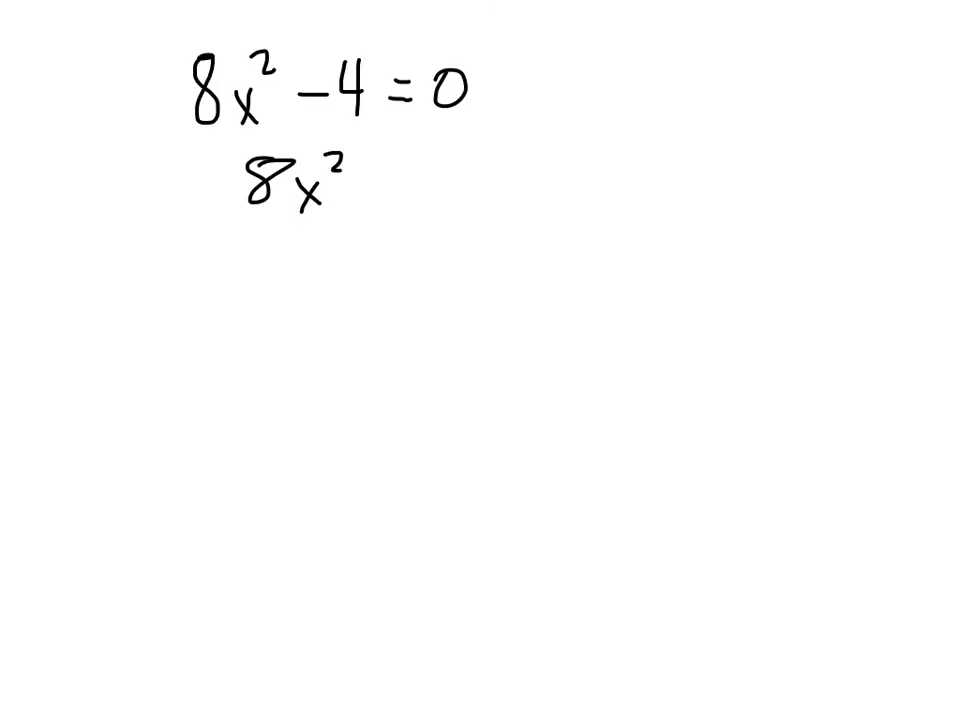 8x² - 4 = 0
8x²